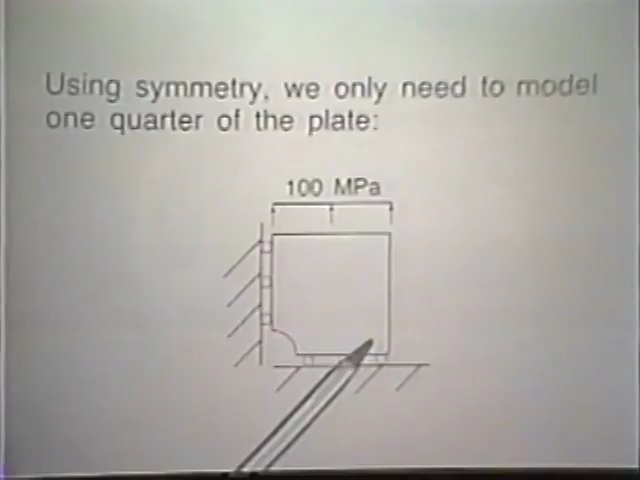 Using symmetry, we only need to model
one quarter of the plate:
100 MPa